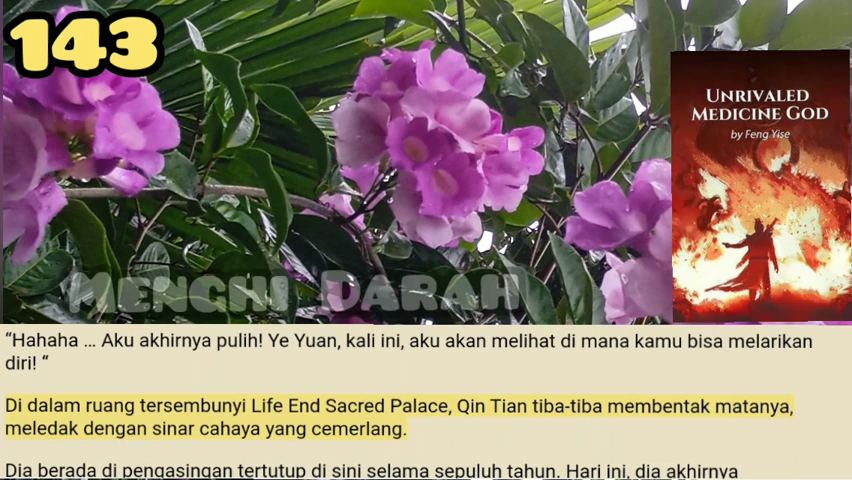 143
UNRIVALED
MEDICINE GOD
by Feng Yise
MENGHI DARAH
“Hahaha … Aku akhirnya pulih! Ye Yuan, kali ini, aku akan melihat di mana kamu bisa melarikan
diri! “
Di dalam ruang tersembunyi Life End Sacred Palace, Qin Tian tiba-tiba membentak matanya,
meledak dengan sinar cahaya yang cemerlang.
Dia berada di pengasingan tertutup di sini selama sepuluh tahun. Hari ini, dia akhirnya